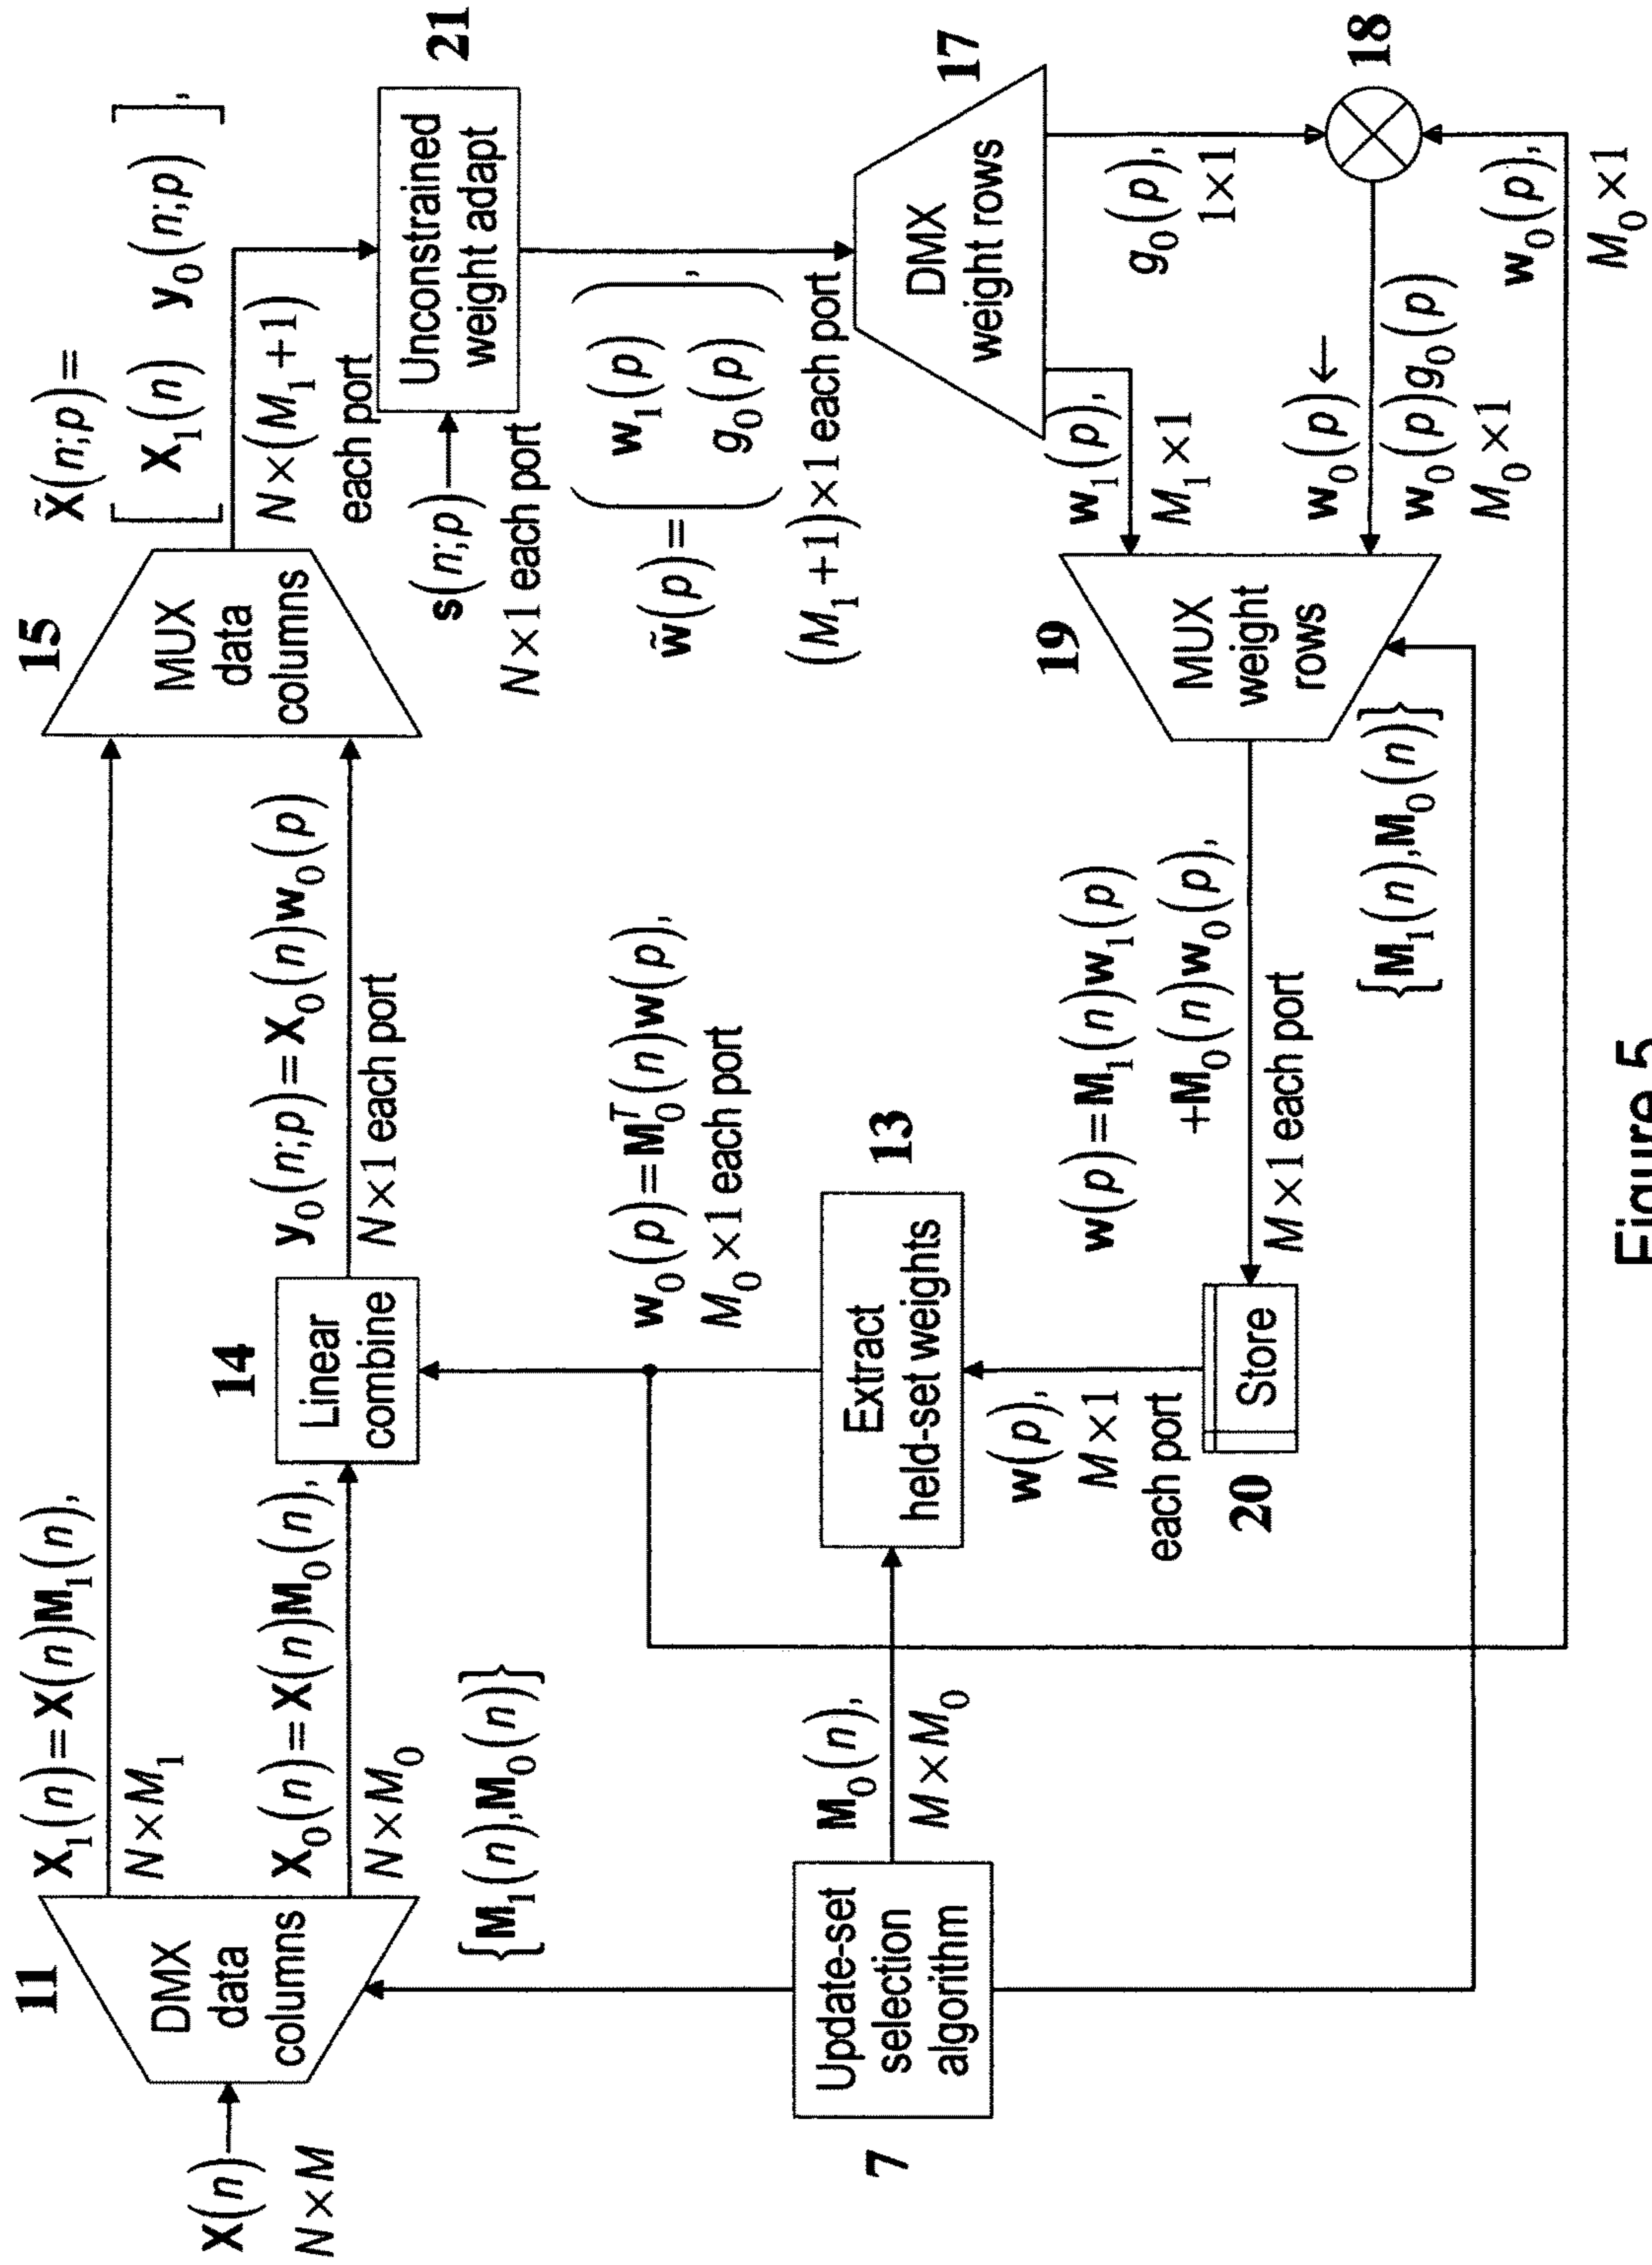 11
DMX
data
columns
X(n)
N×M
X₁(n)=X(n)M₁(n),
N×M₁
X₀(n)=X(n)M₀(n),
N×M₀
{M₁(n),M₀(n)}
14
Linear
combine
y₀(n;p)=X₀(n)w₀(p)
N×1 each port
15
MUX
data
columns
X̃(n;p)=
[ X₁(n) y₀(n;p) ],
N×(M₁+1)
each port
21
Unconstrained
weight adapt
s(n;p)
N×1 each port
w̃(p)=
( w₁(p)
g₀(p) ),
(M₁+1)×1 each port
17
DMX
weight rows
g₀(p),
1×1
18
w₀(p),
M₀×1
w₁(p),
M₁×1
w₀(p)←
w₀(p)g₀(p)
M₀×1
19
MUX
weight
rows
{M₁(n),M₀(n)}
w(p)=M₁(n)w₁(p)
+M₀(n)w₀(p),
M×1 each port
20
Store
w(p),
M×1
each port
13
Extract
held-set weights
w₀(p)=M₀ᵀ(n)w(p),
M₀×1 each port
7
Update-set
selection
algorithm
M₀(n),
M×M₀
Figure 5